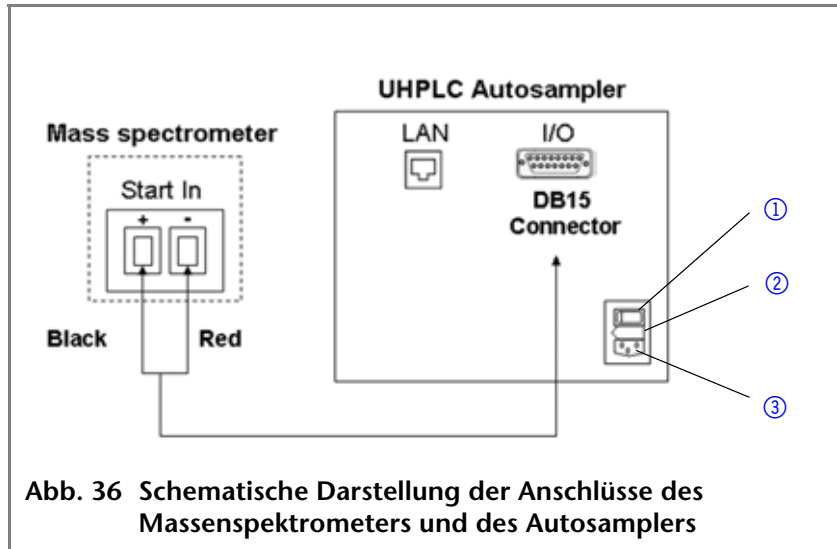 UHPLC Autosampler
Mass spectrometer
LAN I/O
Start In
+ -
DB15
Connector
①
②
Black Red
③
Abb. 36 Schematische Darstellung der Anschlüsse des
Massenspektrometers und des Autosamplers